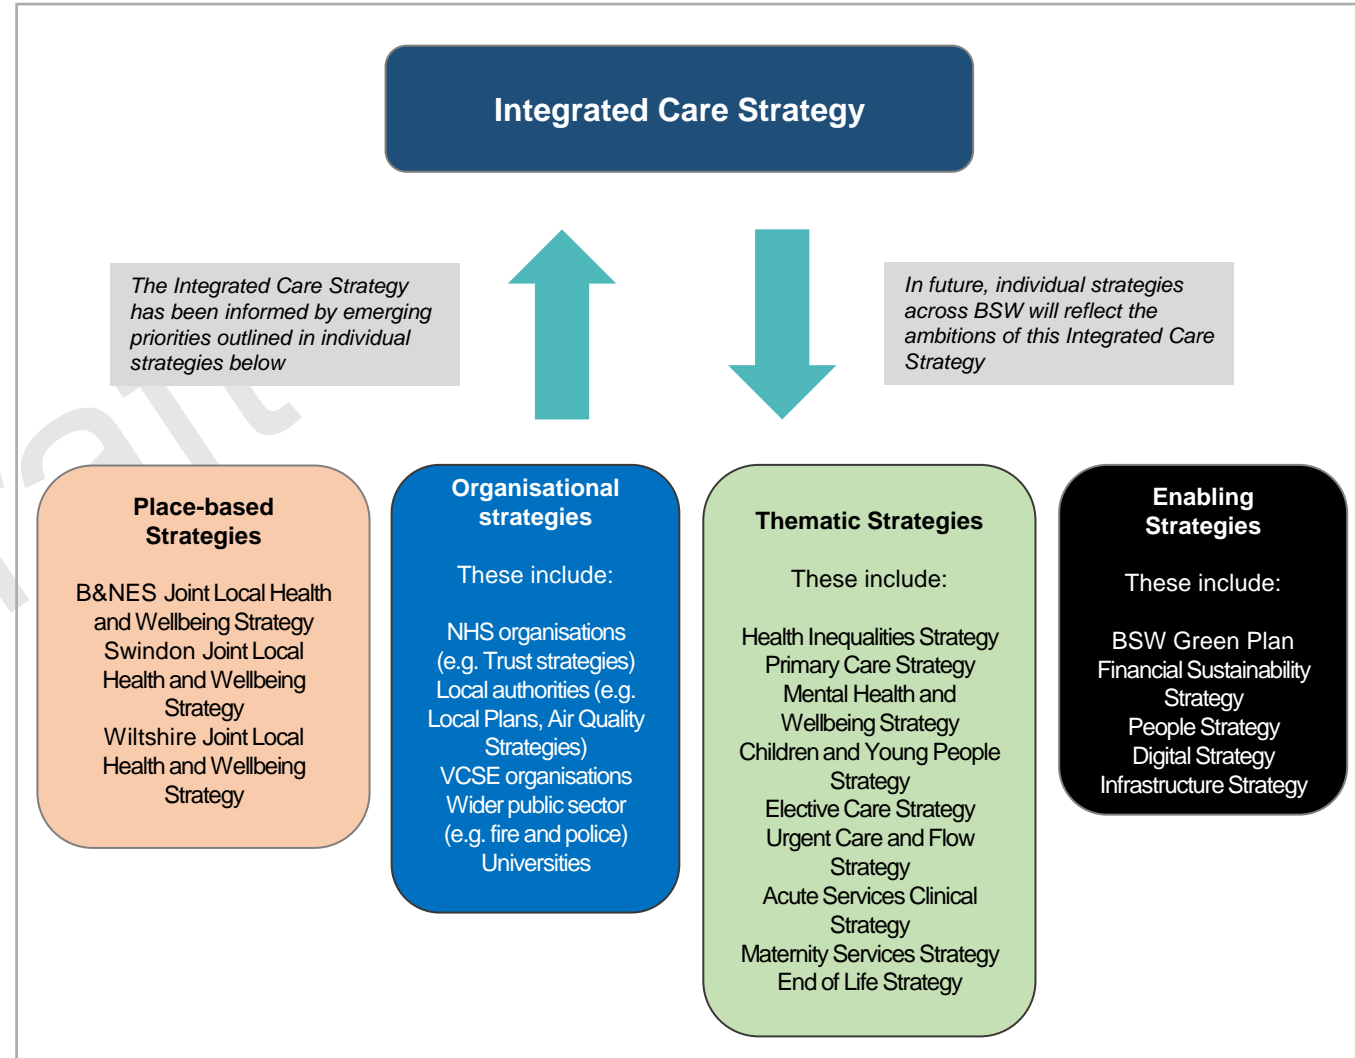 Integrated Care Strategy
The Integrated Care Strategy
has been informed by emerging
priorities outlined in individual
strategies below
In future, individual strategies
across BSW will reflect the
ambitions of this Integrated Care
Strategy
Place-based
Strategies
B&NES Joint Local Health
and Wellbeing Strategy
Swindon Joint Local
Health and Wellbeing
Strategy
Wiltshire Joint Local
Health and Wellbeing
Strategy
Organisational
strategies
These include:
NHS organisations
(e.g. Trust strategies)
Local authorities (e.g.
Local Plans, Air Quality
Strategies)
VCSE organisations
Wider public sector
(e.g. fire and police)
Universities
Thematic Strategies
These include:
Health Inequalities Strategy
Primary Care Strategy
Mental Health and
Wellbeing Strategy
Children and Young People
Strategy
Elective Care Strategy
Urgent Care and Flow
Strategy
Acute Services Clinical
Strategy
Maternity Services Strategy
End of Life Strategy
Enabling
Strategies
These include:
BSW Green Plan
Financial Sustainability
Strategy
People Strategy
Digital Strategy
Infrastructure Strategy